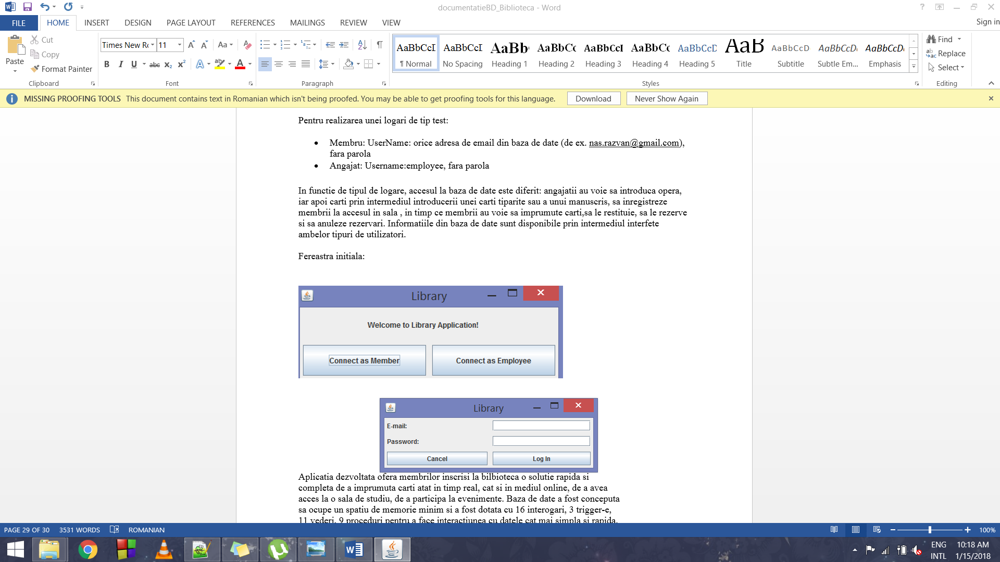 documentatieBD_Biblioteca - Word
FILE HOME INSERT DESIGN PAGE LAYOUT REFERENCES MAILINGS REVIEW VIEW Sign in
Paste
Cut
Copy
Format Painter
Clipboard
Times New Ro 11
Font
Paragraph
AaBbCcI AaBbCcI AaBb AaBbCc AaBbCcI AaBbCc AaBbCcD AaB AaBbCcD AaBbCcD AaBbCcD
¶ Normal No Spacing Heading 1 Heading 2 Heading 3 Heading 4 Heading 5 Title Subtitle Subtle Em... Emphasis
Styles
Find
Replace
Select
Editing
MISSING PROOFING TOOLS This document contains text in Romanian which isn't being proofed. You may be able to get proofing tools for this language. Download Never Show Again
Pentru realizarea unei logari de tip test:
• Membru: UserName: orice adresa de email din baza de date (de ex. nas.razvan@gmail.com),
fara parola
• Angajat: Username:employee, fara parola
In functie de tipul de logare, accesul la baza de date este diferit: angajatii au voie sa introduca opera,
iar apoi carti prin intermediul introducerii unei carti tiparite sau a unui manuscris, sa inregistreze
membrii la accesul in sala , in timp ce membrii au voie sa imprumute carti,sa le restituie, sa le rezerve
si sa anuleze rezervari. Informatiile din baza de date sunt disponibile prin intermediul interfete
ambelor tipuri de utilizatori.
Fereastra initiala:
Library
Welcome to Library Application!
Connect as Member Connect as Employee
Library
E-mail:
Password:
Cancel Log In
Aplicatia dezvoltata ofera membrilor inscrisi la bilbioteca o solutie rapida si
completa de a imprumuta carti atat in timp real, cat si in mediul online, de a avea
acces la o sala de studiu, de a participa la evenimente. Baza de date a fost conceputa
sa ocupe un spatiu de memorie minim si a fost dotata cu 16 interogari, 3 trigger-e,
11 vederi, 9 proceduri pentru a face interactiunea cu datele cat mai simpla si rapida.
PAGE 29 OF 30 3531 WORDS ROMANIAN 100%
ENG 10:18 AM
INTL 1/15/2018